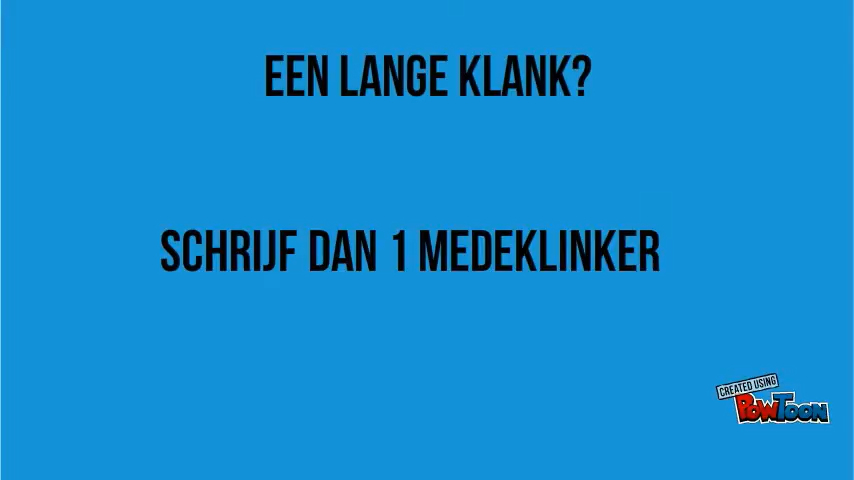 EEN LANGE KLANK?
SCHRIJF DAN 1 MEDEKLINKER
CREATED USING
POWTOON